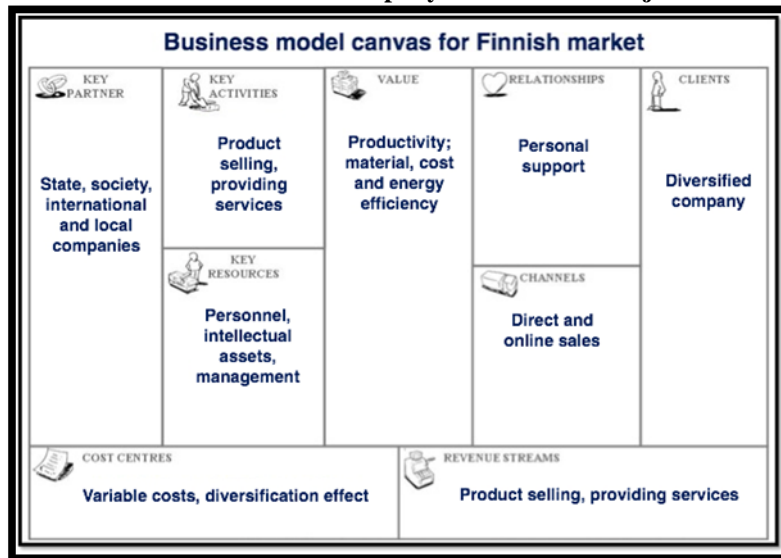 Business model canvas for Finnish market
KEY
PARTNER
State, society,
international
and local
companies
KEY
ACTIVITIES
Product
selling,
providing
services
KEY
RESOURCES
Personnel,
intellectual
assets,
management
VALUE
Productivity;
material, cost
and energy
efficiency
RELATIONSHIPS
Personal
support
CHANNELS
Direct and
online sales
CLIENTS
Diversified
company
COST CENTRES
Variable costs, diversification effect
REVENUE STREAMS
Product selling, providing services